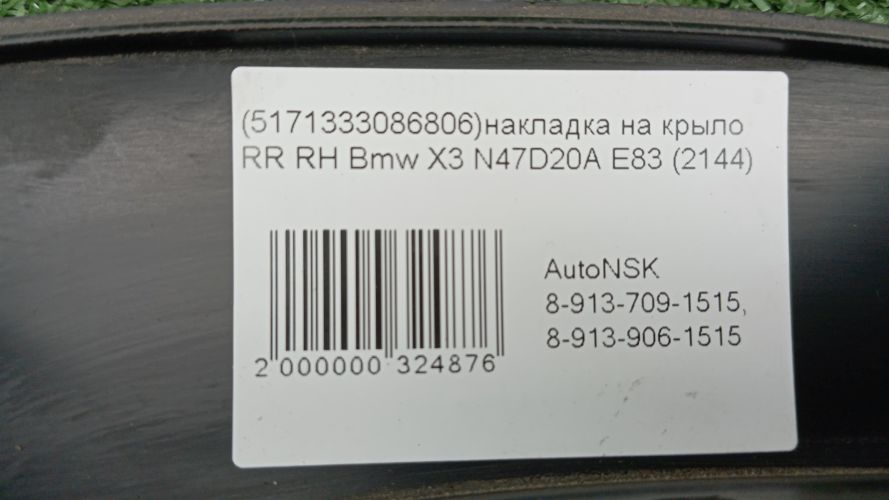 (5171333086806)накладка на крыло
RR RH Bmw X3 N47D20A E83 (2144)
AutoNSK
8-913-709-1515,
8-913-906-1515
2 000000 324876